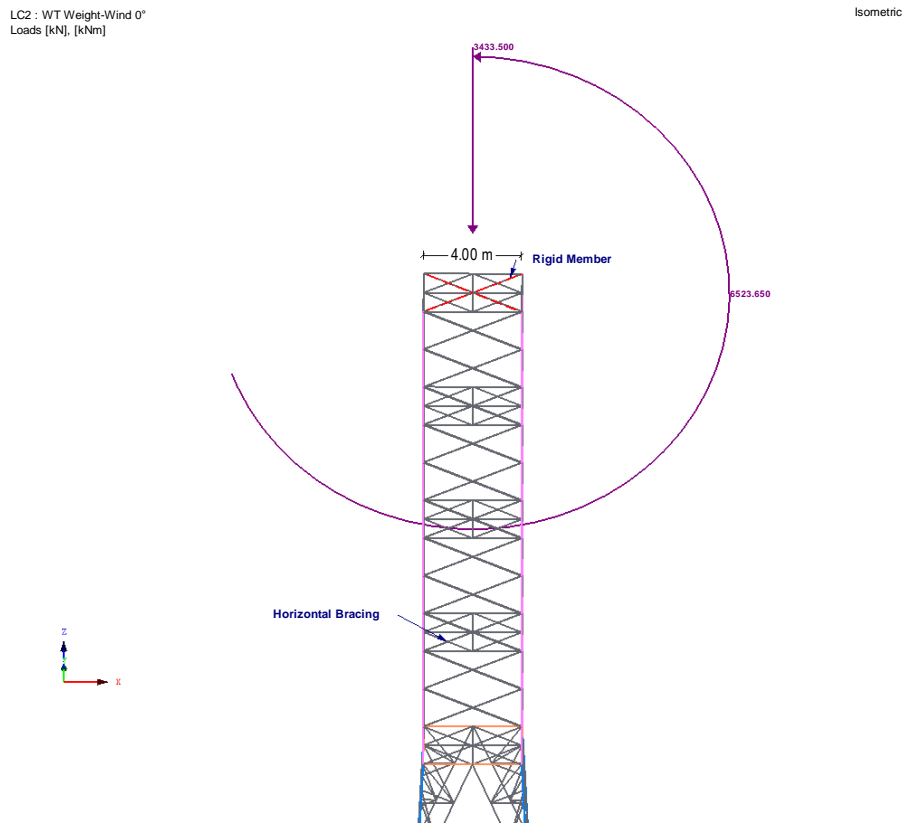 LC2 : WT Weight-Wind 0°
Loads [kN], [kNm]
Isometric
3433.500
4.00 m
Rigid Member
6523.650
Horizontal Bracing
Z
X